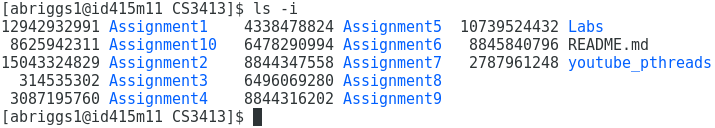 [abriggs1@id415m11 CS3413]$ ls -i
12942932991 Assignment1 4338478824 Assignment5 10739524432 Labs
8625942311 Assignment10 6478290994 Assignment6 8845840796 README.md
15043324829 Assignment2 8844347558 Assignment7 2787961248 youtube_pthreads
314535302 Assignment3 6496069280 Assignment8
3087195760 Assignment4 8844316202 Assignment9
[abriggs1@id415m11 CS3413]$